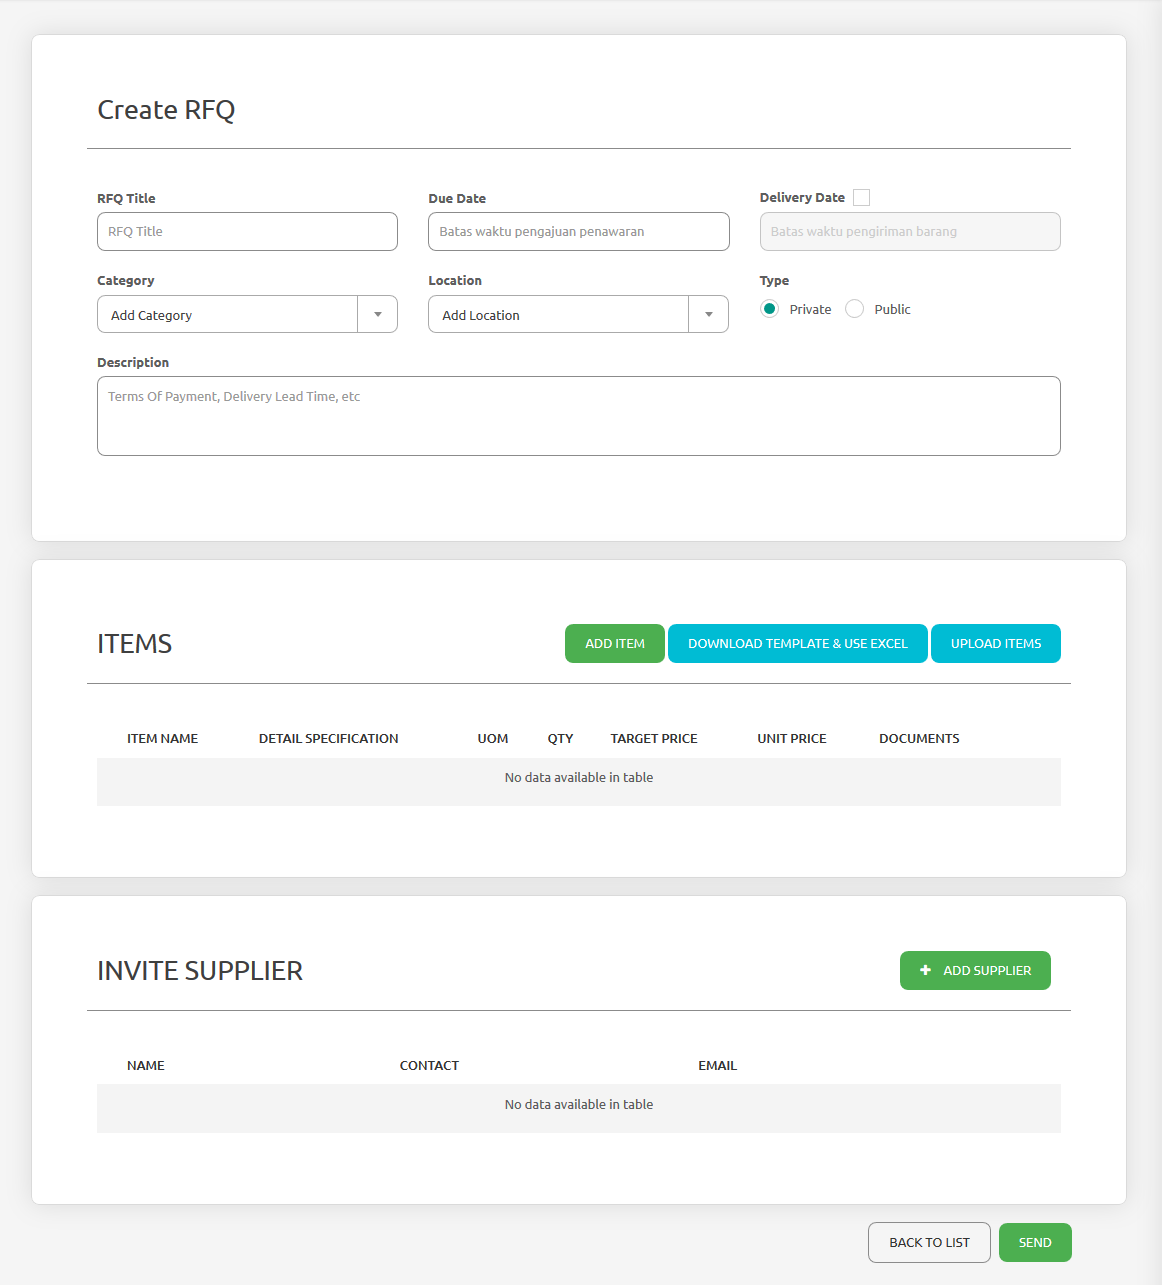 Create RFQ
RFQ Title
Due Date
Delivery Date
RFQ Title
Batas waktu pengajuan penawaran
Batas waktu pengiriman barang
Category
Location
Type
Add Category
Add Location
Private
Public
Description
Terms Of Payment, Delivery Lead Time, etc
ITEMS
ADD ITEM
DOWNLOAD TEMPLATE & USE EXCEL
UPLOAD ITEMS
ITEM NAME
DETAIL SPECIFICATION
UOM
QTY
TARGET PRICE
UNIT PRICE
DOCUMENTS
No data available in table
INVITE SUPPLIER
ADD SUPPLIER
NAME
CONTACT
EMAIL
No data available in table
BACK TO LIST
SEND